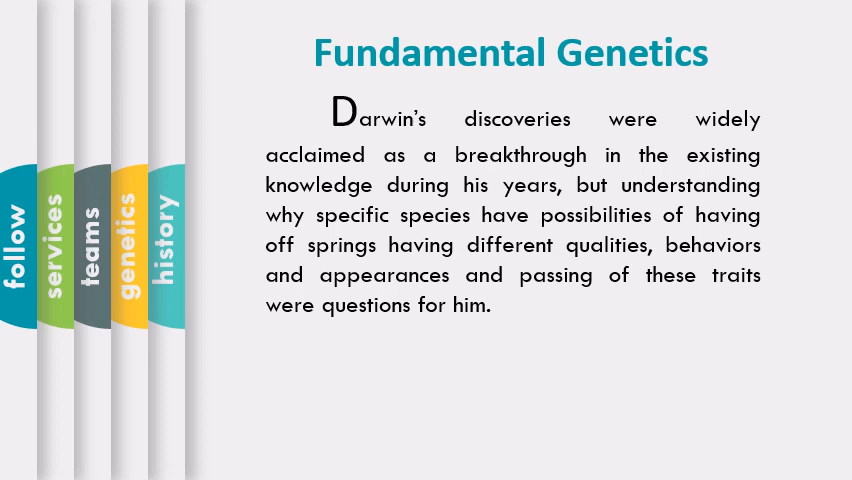 Fundamental Genetics
Darwin's discoveries were widely
acclaimed as a breakthrough in the existing
knowledge during his years, but understanding
why specific species have possibilities of having
off springs having different qualities, behaviors
and appearances and passing of these traits
were questions for him.
follow
services
teams
genetics
history